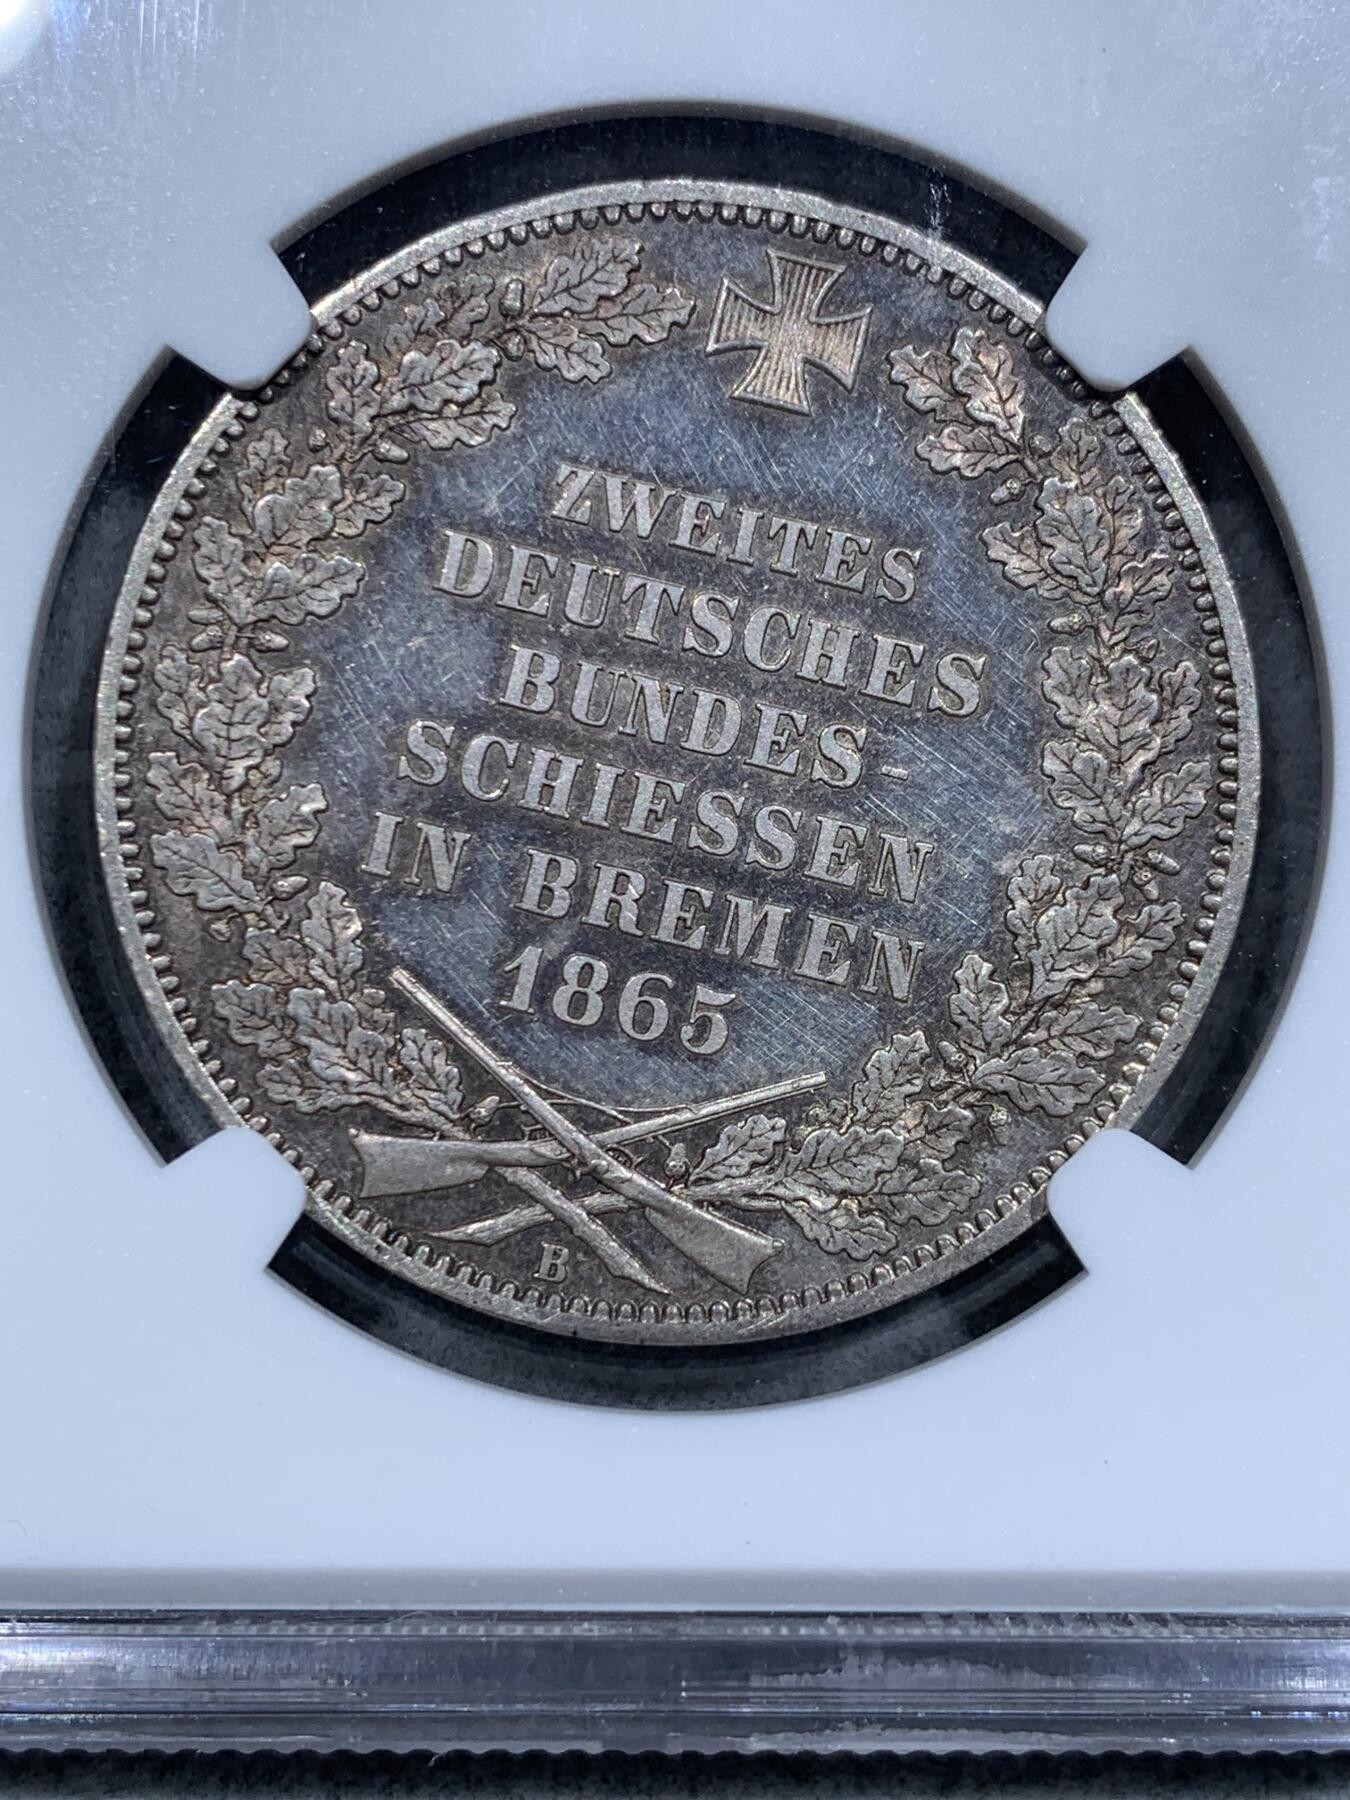 ZWEITES
DEUTSCHES
BUNDES-
SCHIESSEN
IN BREMEN
1865
B